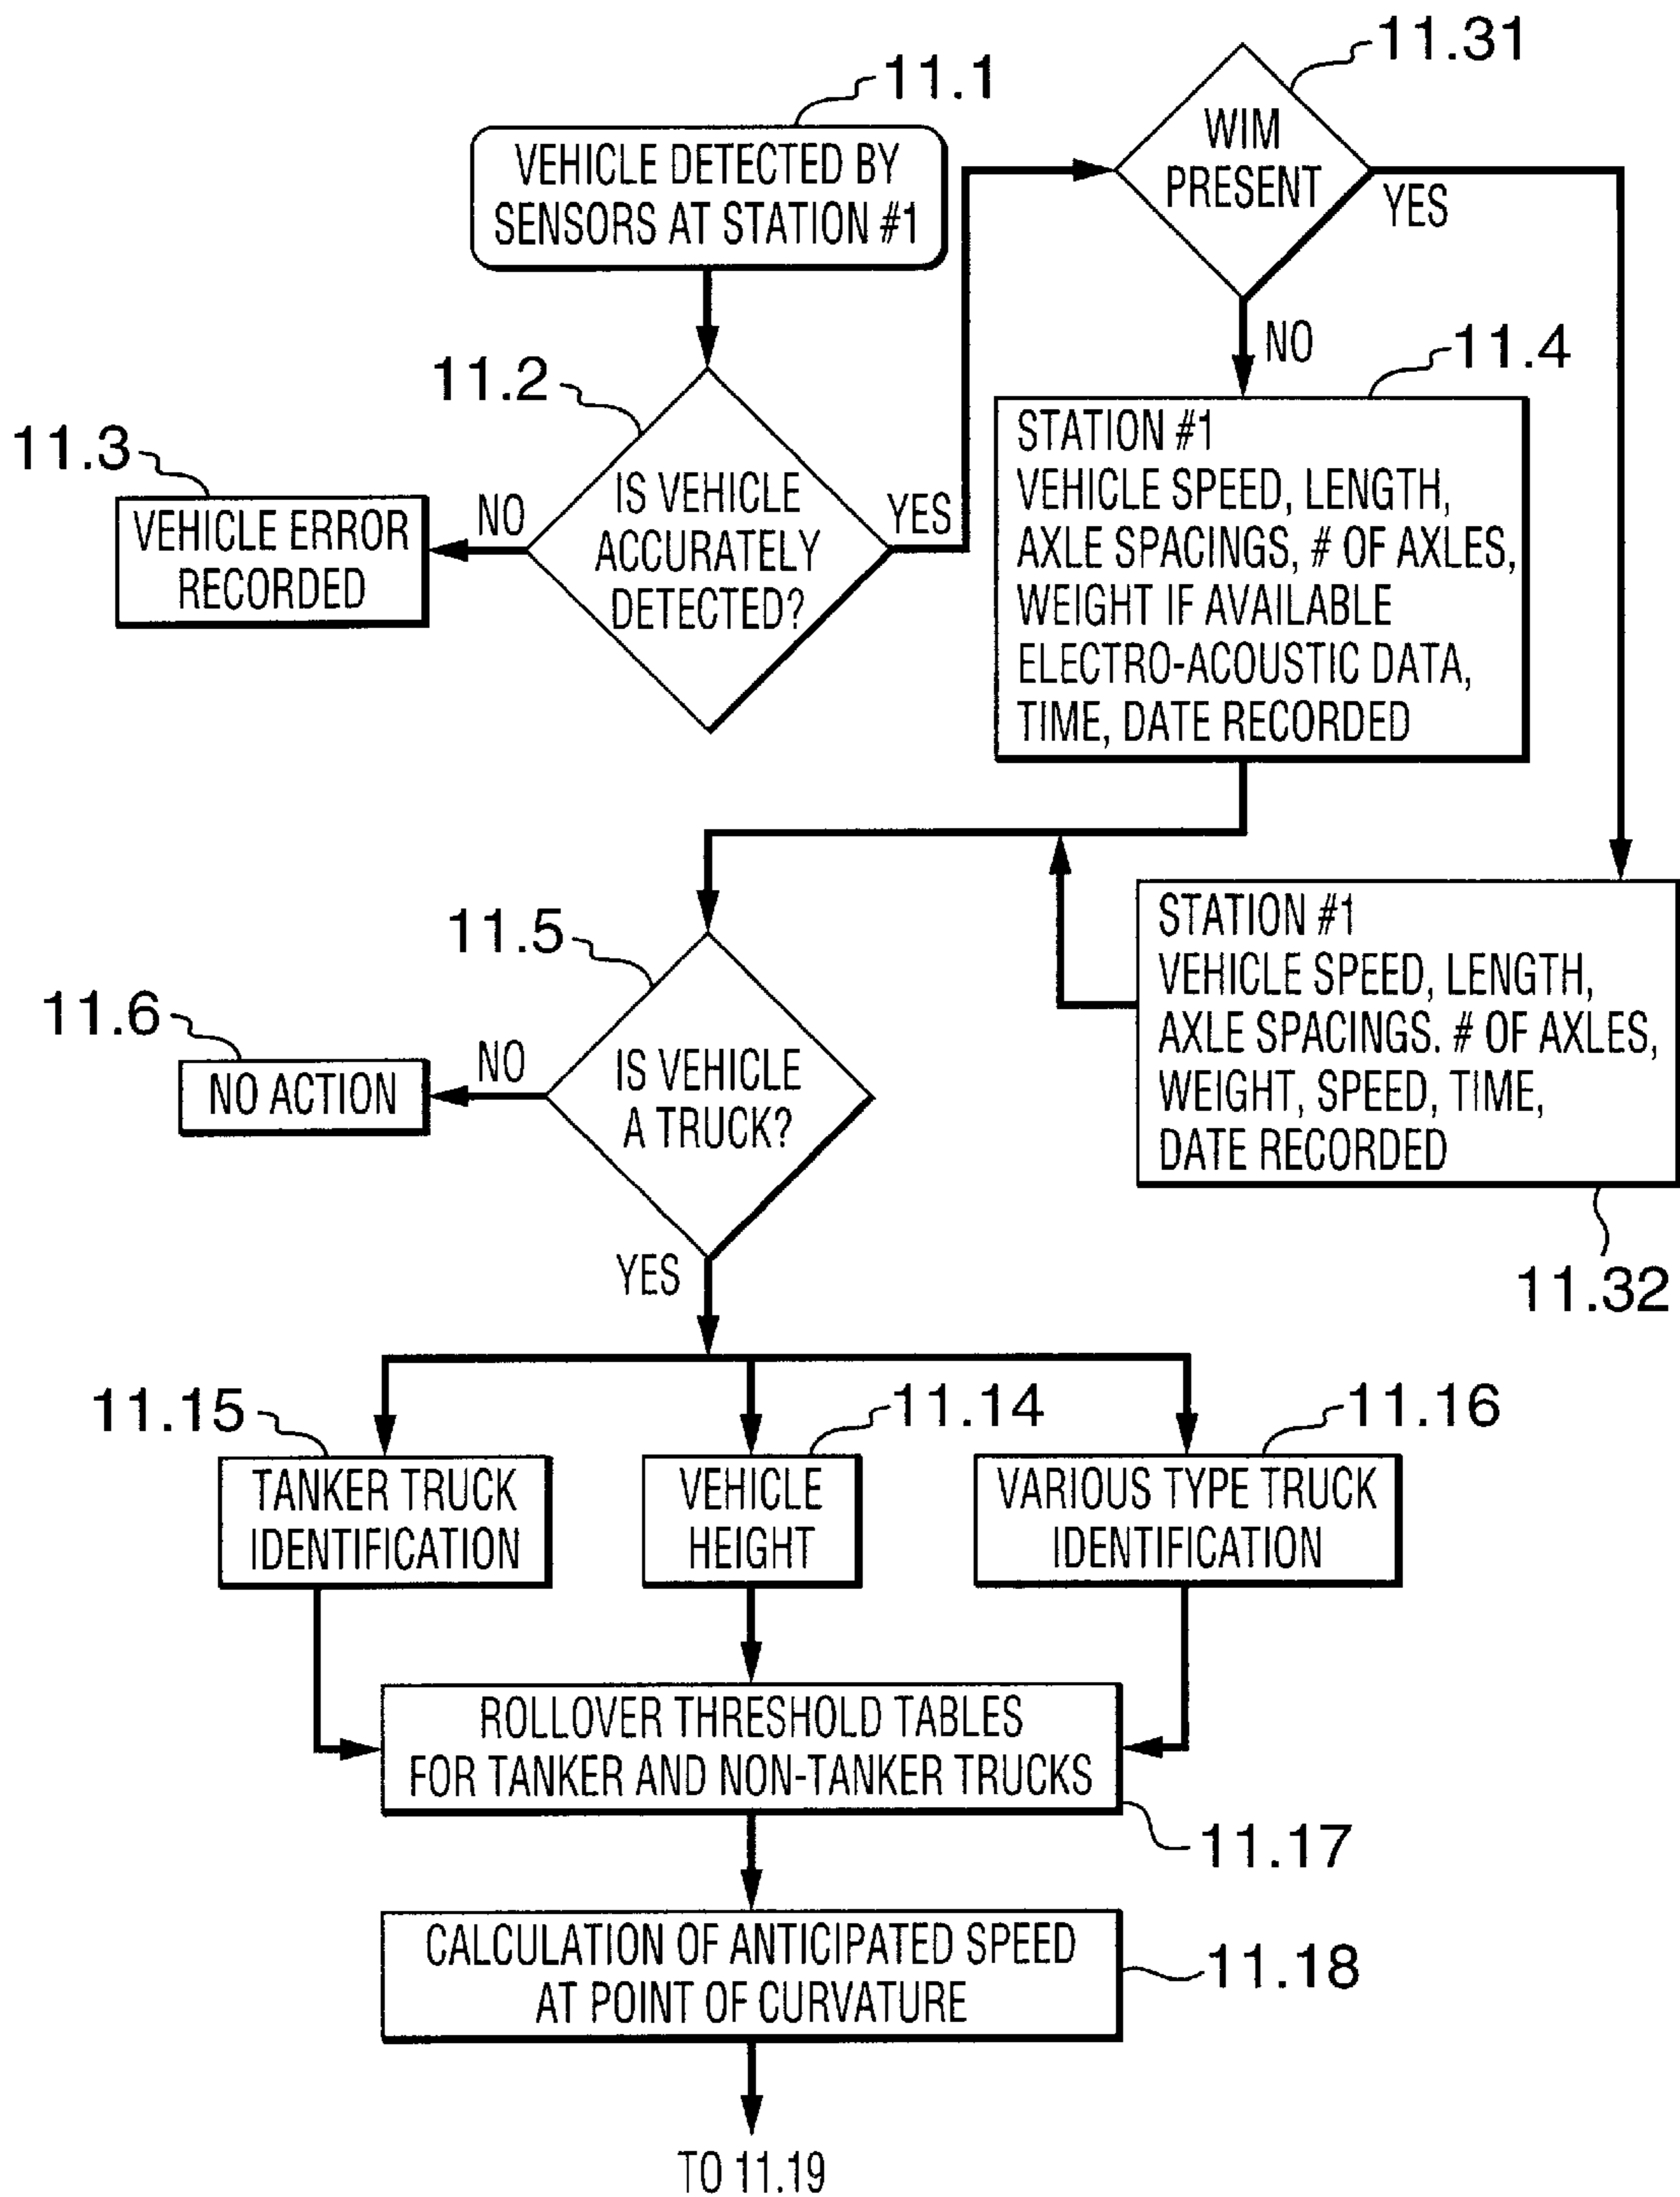 11.1
VEHICLE DETECTED BY
SENSORS AT STATION #1
11.31
WIM
PRESENT
YES
NO
11.2
IS VEHICLE
ACCURATELY
DETECTED?
NO
YES
11.3
VEHICLE ERROR
RECORDED
11.4
STATION #1
VEHICLE SPEED, LENGTH,
AXLE SPACINGS, # OF AXLES,
WEIGHT IF AVAILABLE
ELECTRO-ACOUSTIC DATA,
TIME, DATE RECORDED
STATION #1
VEHICLE SPEED, LENGTH,
AXLE SPACINGS. # OF AXLES,
WEIGHT, SPEED, TIME,
DATE RECORDED
11.32
11.5
IS VEHICLE
A TRUCK?
NO
11.6
NO ACTION
YES
11.15
TANKER TRUCK
IDENTIFICATION
11.14
VEHICLE
HEIGHT
11.16
VARIOUS TYPE TRUCK
IDENTIFICATION
ROLLOVER THRESHOLD TABLES
FOR TANKER AND NON-TANKER TRUCKS
11.17
CALCULATION OF ANTICIPATED SPEED
AT POINT OF CURVATURE
11.18
TO 11.19